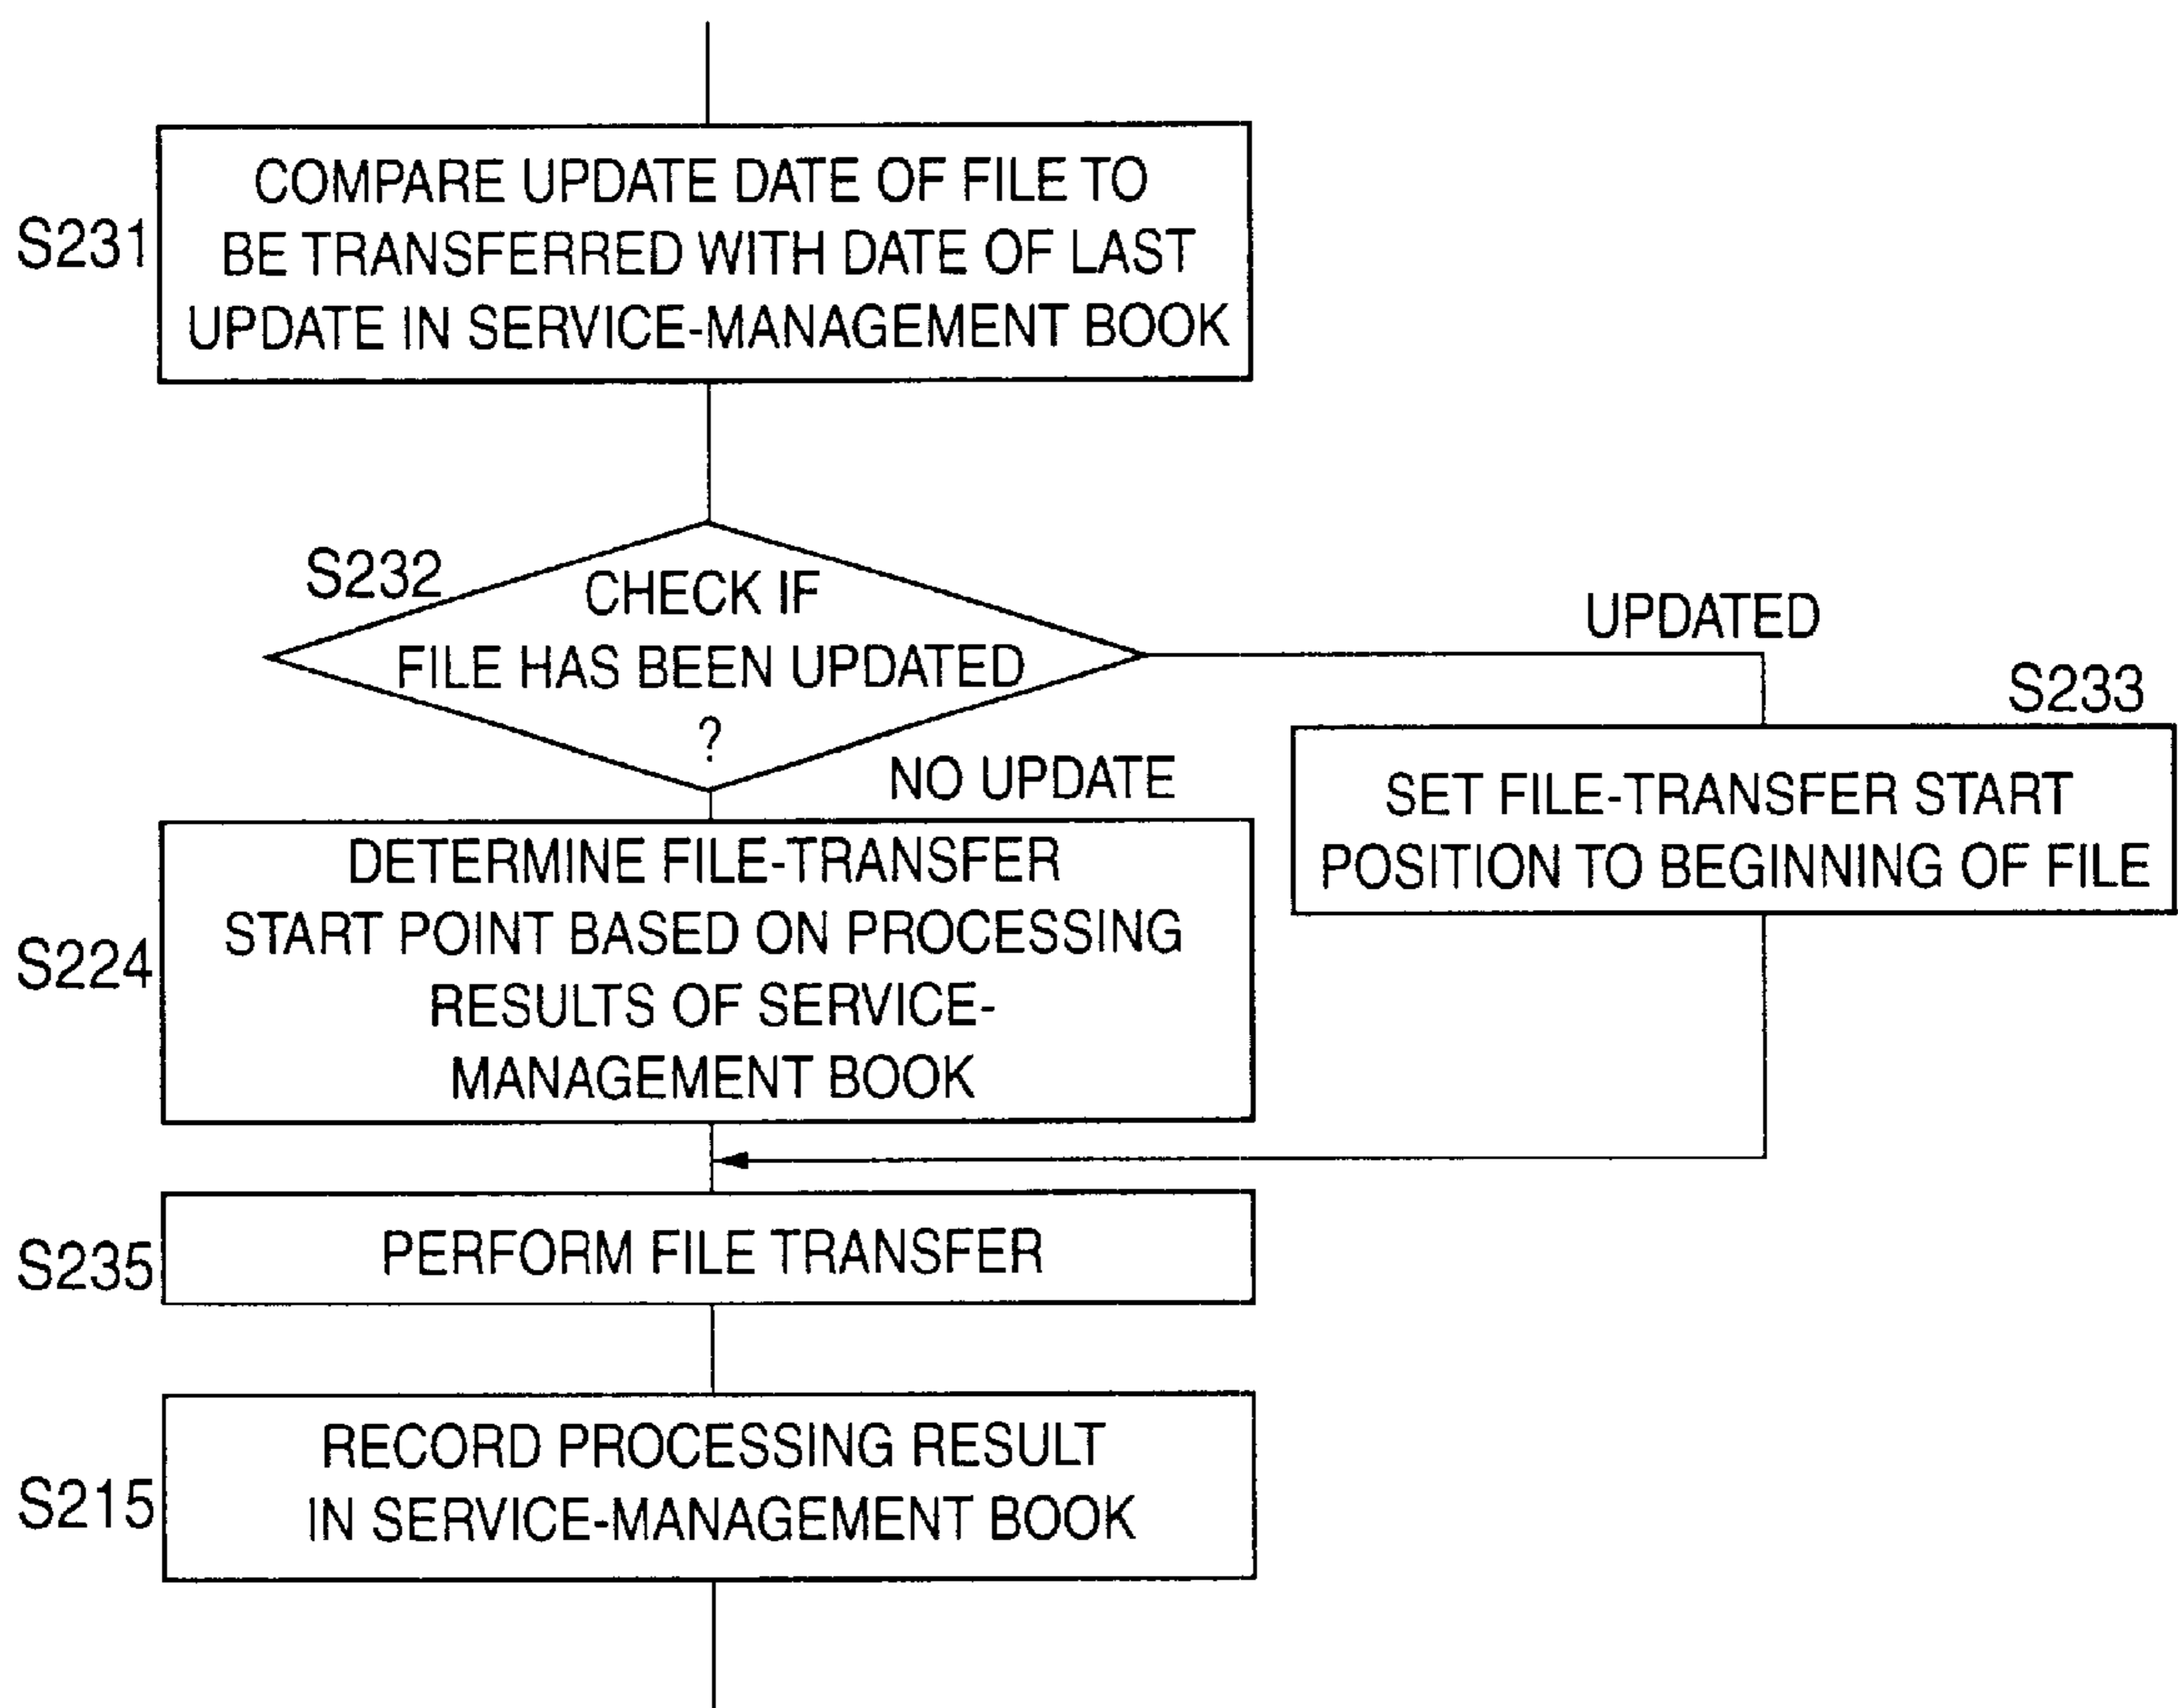 S231
COMPARE UPDATE DATE OF FILE TO
BE TRANSFERRED WITH DATE OF LAST
UPDATE IN SERVICE-MANAGEMENT BOOK
S232
CHECK IF
FILE HAS BEEN UPDATED
?
UPDATED
S233
SET FILE-TRANSFER START
POSITION TO BEGINNING OF FILE
NO UPDATE
S224
DETERMINE FILE-TRANSFER
START POINT BASED ON PROCESSING
RESULTS OF SERVICE-
MANAGEMENT BOOK
S235
PERFORM FILE TRANSFER
S215
RECORD PROCESSING RESULT
IN SERVICE-MANAGEMENT BOOK